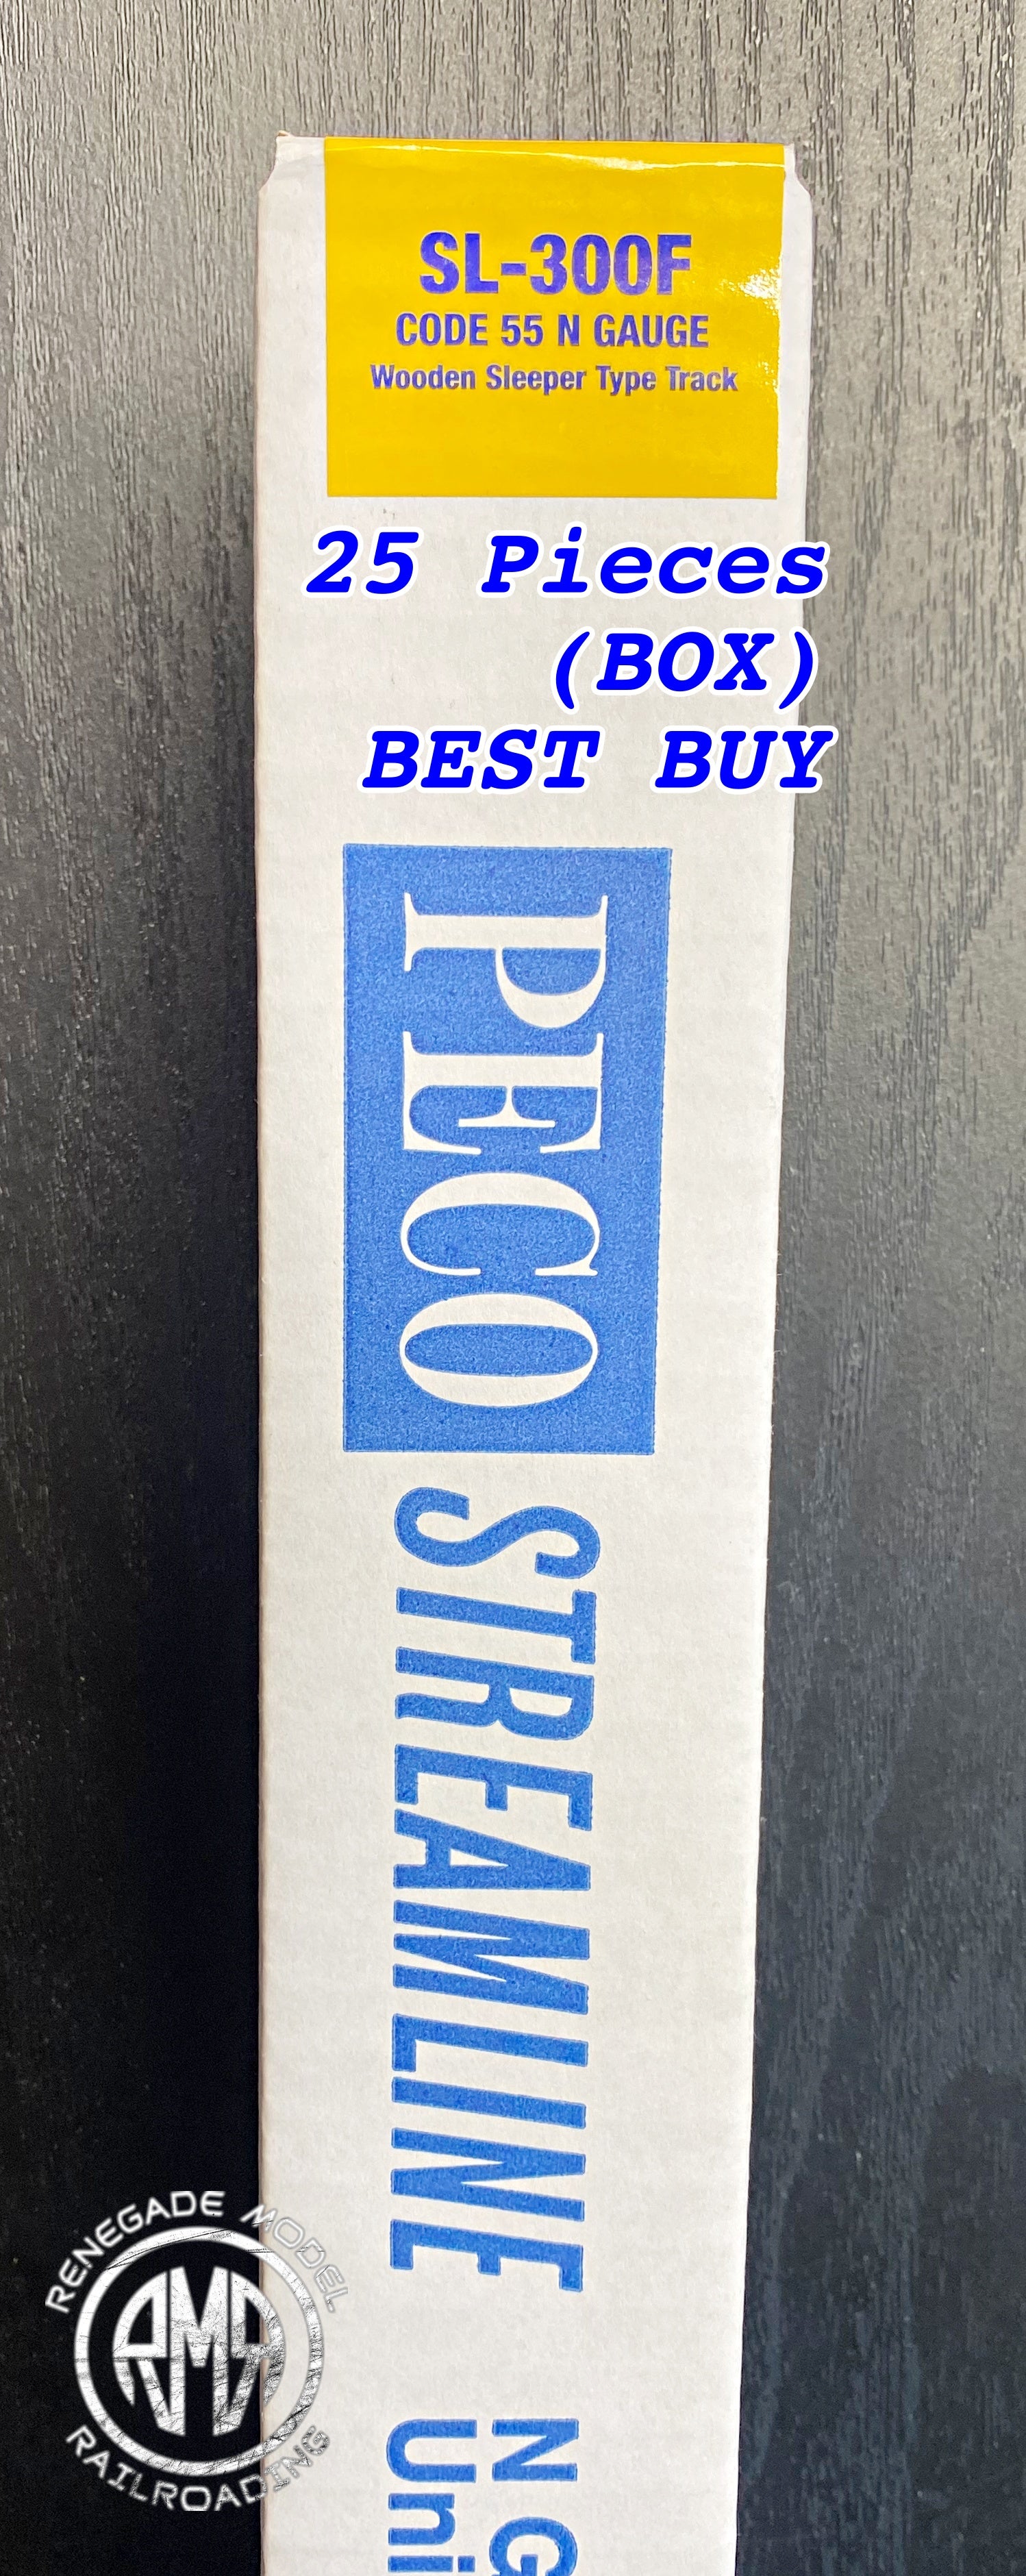 SL-300F
CODE 55 N GAUGE
Wooden Sleeper Type Track
25 Pieces
(BOX)
BEST BUY
PECO STREAMLINE
N G
Uni
RENEGADE MODEL
RMR
RAILROADING